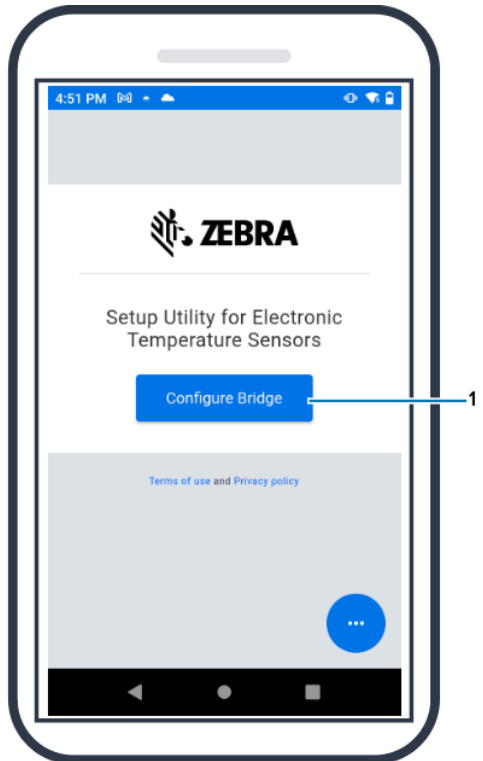 4:51 PM
ZEBRA
Setup Utility for Electronic
Temperature Sensors
Configure Bridge
1
Terms of use and Privacy policy